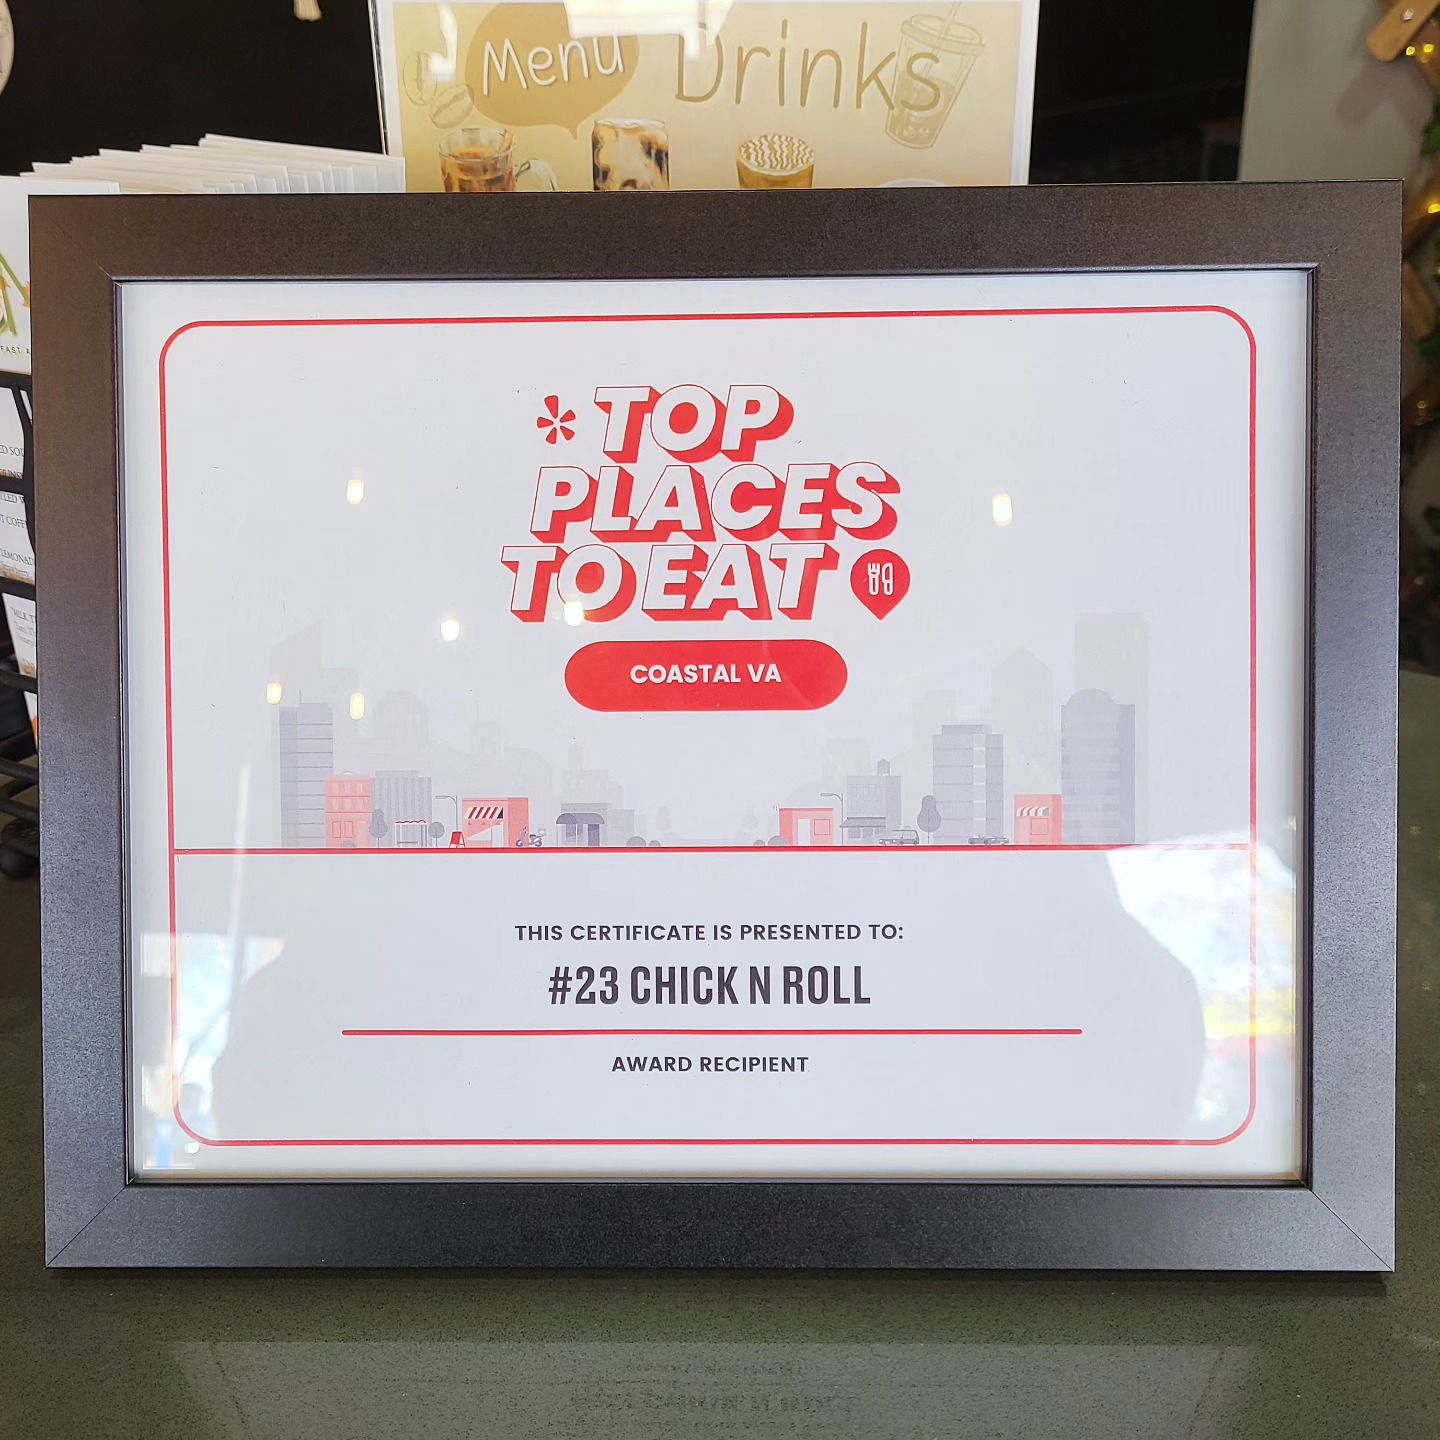 Menu Drinks
TOP
PLACES
TO EAT
COASTAL VA
THIS CERTIFICATE IS PRESENTED TO:
#23 CHICK N ROLL
AWARD RECIPIENT